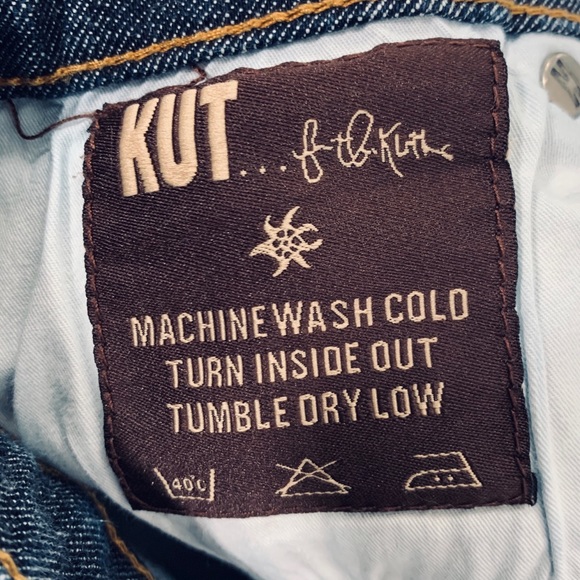 KUT...
MACHINE WASH COLD
TURN INSIDE OUT
TUMBLE DRY LOW
40°C